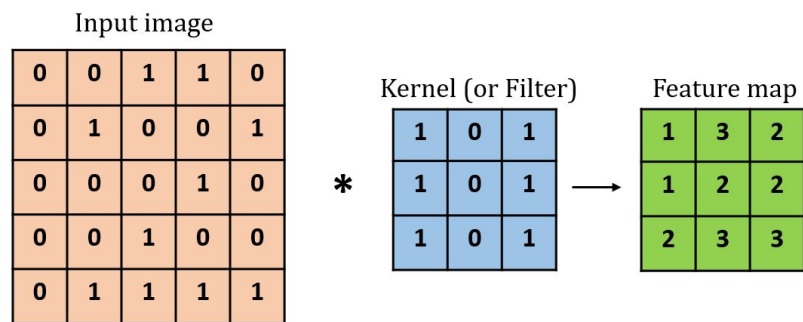 Input image
0 0 1 1 0
0 1 0 0 1
0 0 0 1 0
0 0 1 0 0
0 1 1 1 1
*
Kernel (or Filter)
1 0 1
1 0 1
1 0 1
→
Feature map
1 3 2
1 2 2
2 3 3